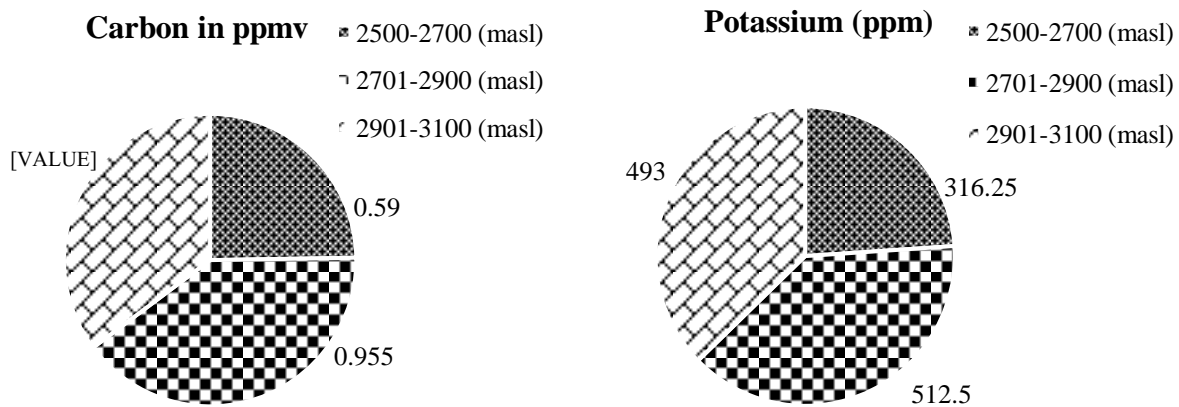 Carbon in ppmv
2500-2700 (masl)
2701-2900 (masl)
2901-3100 (masl)
[VALUE]
0.59
0.955
Potassium (ppm)
2500-2700 (masl)
2701-2900 (masl)
2901-3100 (masl)
493
316.25
512.5